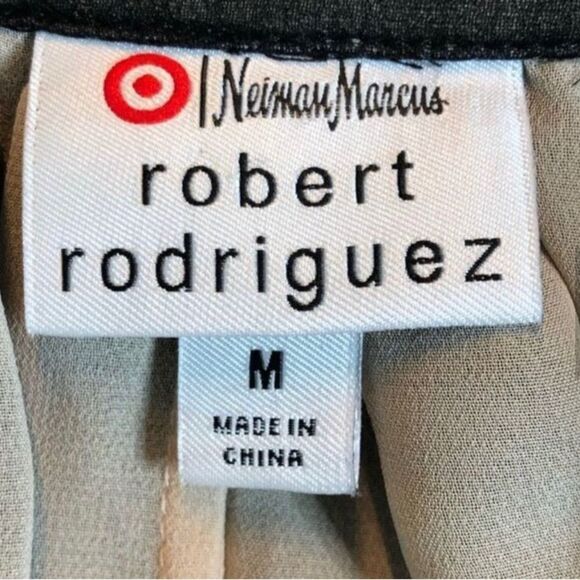 Neiman Marcus
robert
rodriguez
M
MADE IN
CHINA